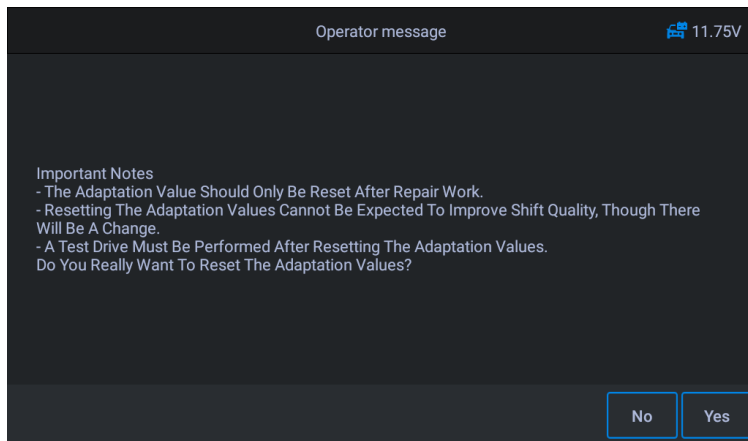 Operator message
11.75V
Important Notes
- The Adaptation Value Should Only Be Reset After Repair Work.
- Resetting The Adaptation Values Cannot Be Expected To Improve Shift Quality, Though There
Will Be A Change.
- A Test Drive Must Be Performed After Resetting The Adaptation Values.
Do You Really Want To Reset The Adaptation Values?
No
Yes